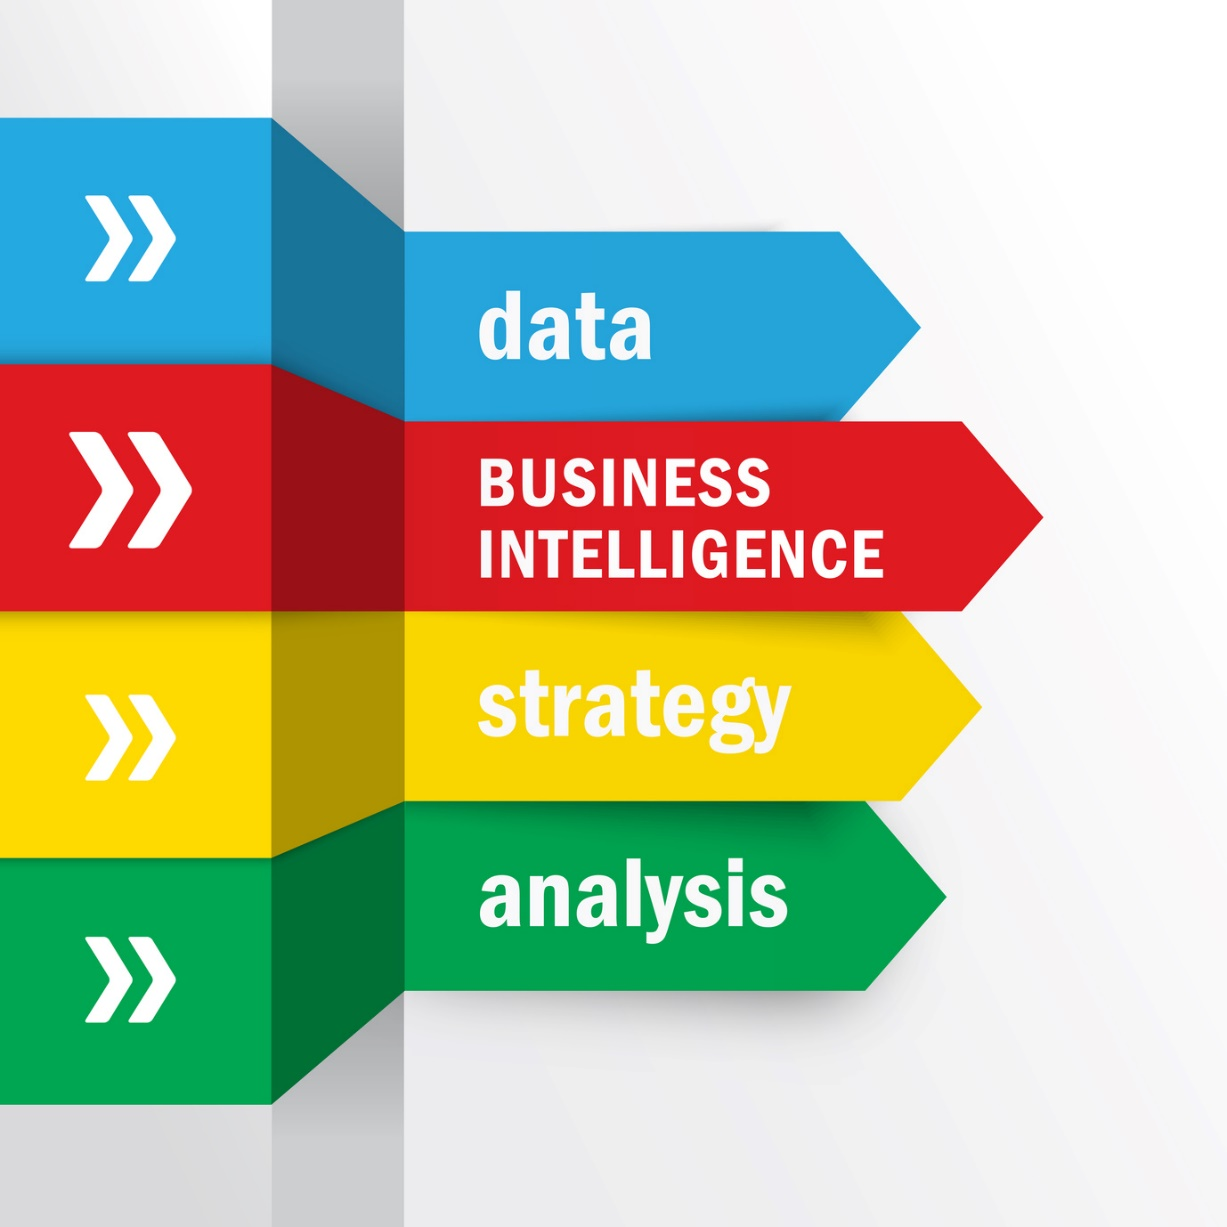 data
BUSINESS
INTELLIGENCE
strategy
analysis